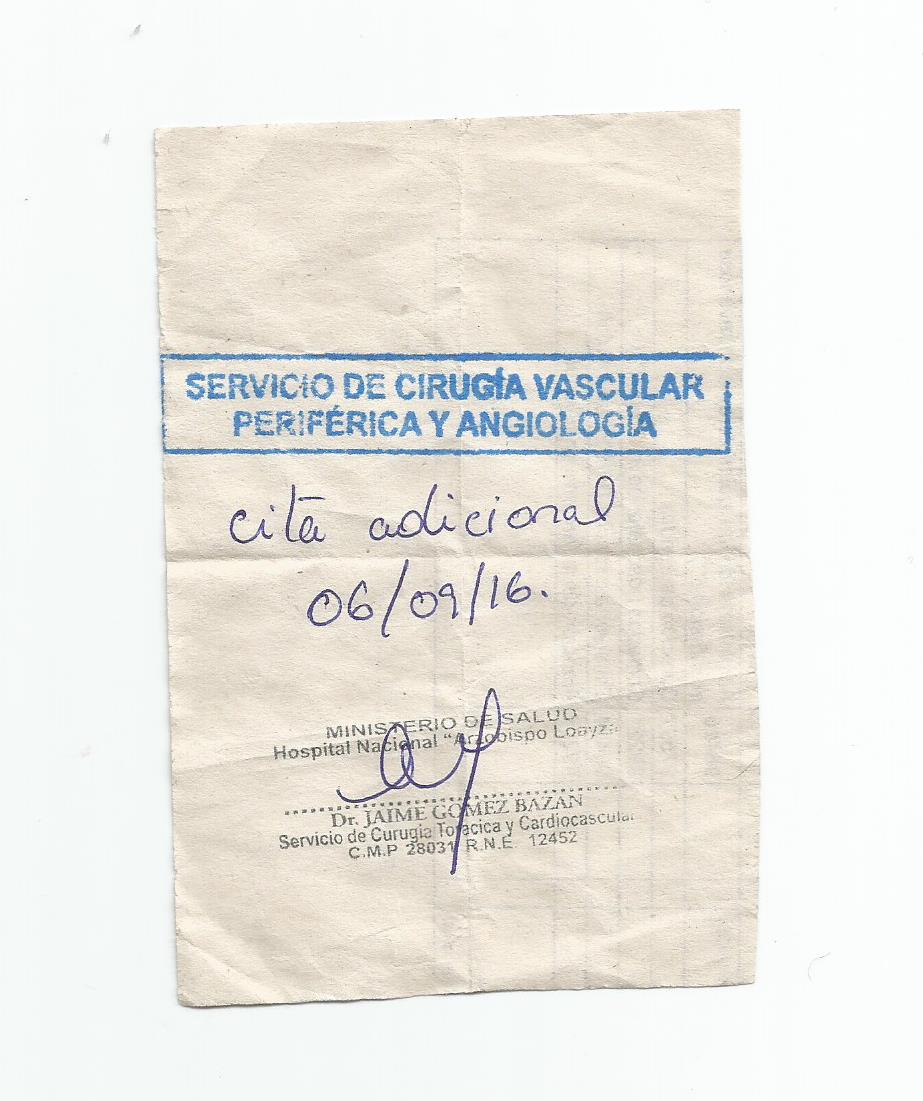 SERVICIO DE CIRUGÍA VASCULAR
PERIFÉRICA Y ANGIOLOGÍA
cita adicional
06/09/16.
MINISTERIO DE SALUD
Hospital Nacional "Arzobispo Loayza
Dr. JAIME GOMEZ BAZAN
Servicio de Curugia Toracica y Cardiocascular
C.M.P 28031 R.N.E. 12452